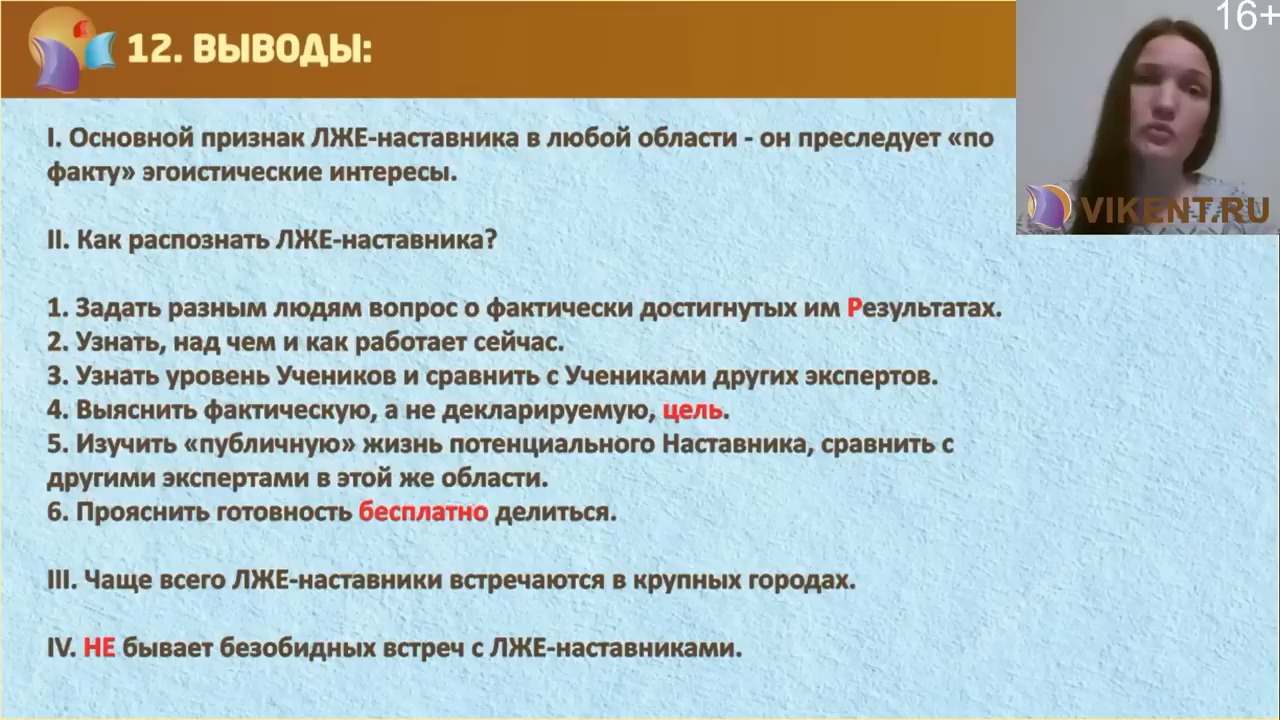 12. ВЫВОДЫ:
16+
VIKENT.RU
I. Основной признак ЛЖЕ-наставника в любой области - он преследует «по
факту» эгоистические интересы.
II. Как распознать ЛЖЕ-наставника?
1. Задать разным людям вопрос о фактически достигнутых им Результатах.
2. Узнать, над чем и как работает сейчас.
3. Узнать уровень Учеников и сравнить с Учениками других экспертов.
4. Выяснить фактическую, а не декларируемую, цель.
5. Изучить «публичную» жизнь потенциального Наставника, сравнить с
другими экспертами в этой же области.
6. Прояснить готовность бесплатно делиться.
III. Чаще всего ЛЖЕ-наставники встречаются в крупных городах.
IV. НЕ бывает безобидных встреч с ЛЖЕ-наставниками.